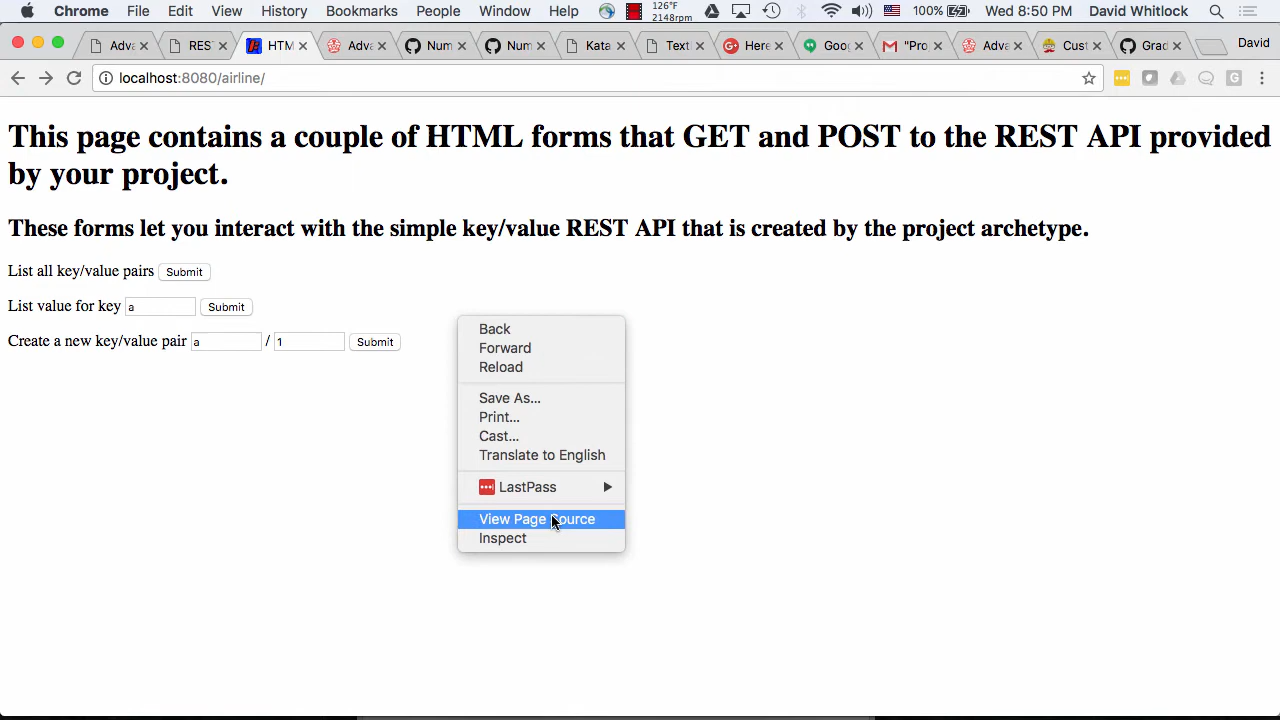 Chrome File Edit View History Bookmarks People Window Help 126°F 2148rpm 100% Wed 8:50 PM David Whitlock
Adva REST HTM Adva Num Num Kata Text Here Goog "Pro Adva Cust Grad David
localhost:8080/airline/
This page contains a couple of HTML forms that GET and POST to the REST API provided
by your project.
These forms let you interact with the simple key/value REST API that is created by the project archetype.
List all key/value pairs Submit
List value for key a Submit
Create a new key/value pair a / 1 Submit
Back
Forward
Reload
Save As...
Print...
Cast...
Translate to English
LastPass
View Page Source
Inspect